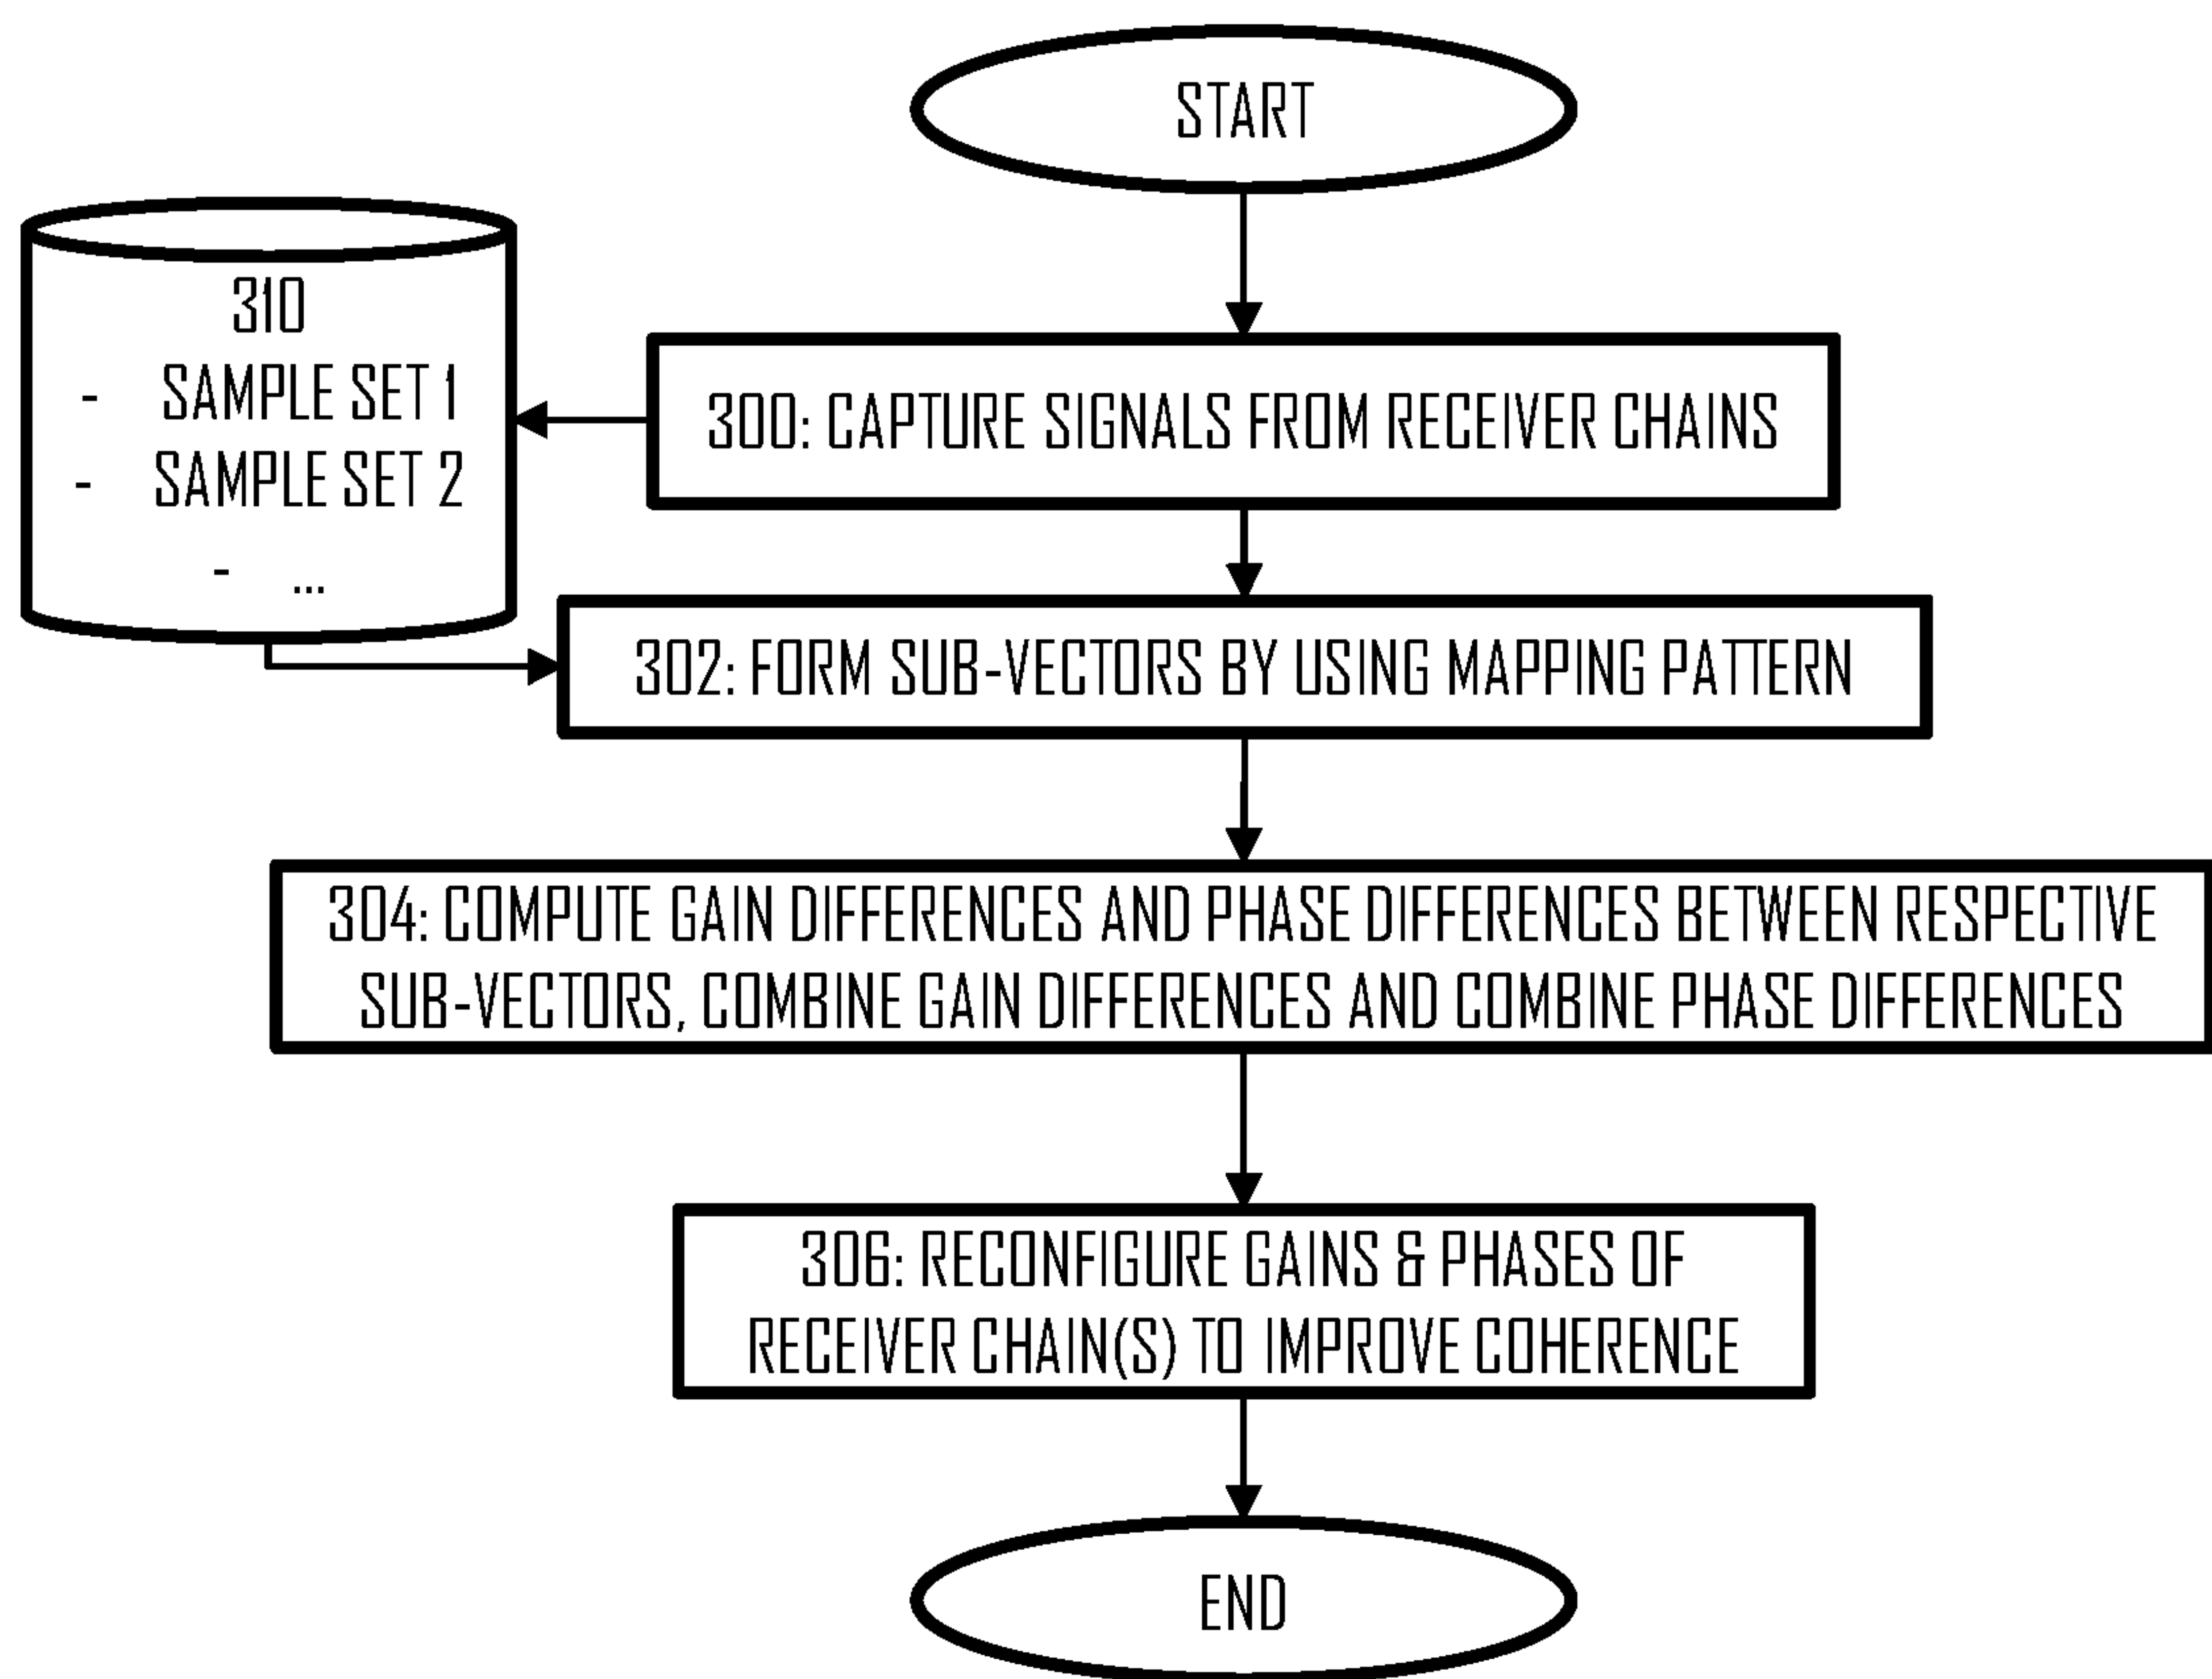 START
310
- SAMPLE SET 1
- SAMPLE SET 2
- ...
300: CAPTURE SIGNALS FROM RECEIVER CHAINS
302: FORM SUB-VECTORS BY USING MAPPING PATTERN
304: COMPUTE GAIN DIFFERENCES AND PHASE DIFFERENCES BETWEEN RESPECTIVE
SUB-VECTORS, COMBINE GAIN DIFFERENCES AND COMBINE PHASE DIFFERENCES
306: RECONFIGURE GAINS & PHASES OF
RECEIVER CHAIN(S) TO IMPROVE COHERENCE
END